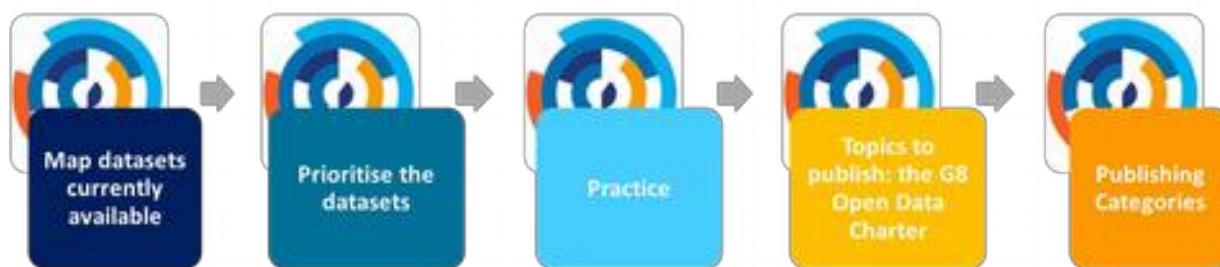 Map datasets
currently
available
Prioritise the
datasets
Practice
Topics to
publish: the G8
Open Data
Charter
Publishing
Categories